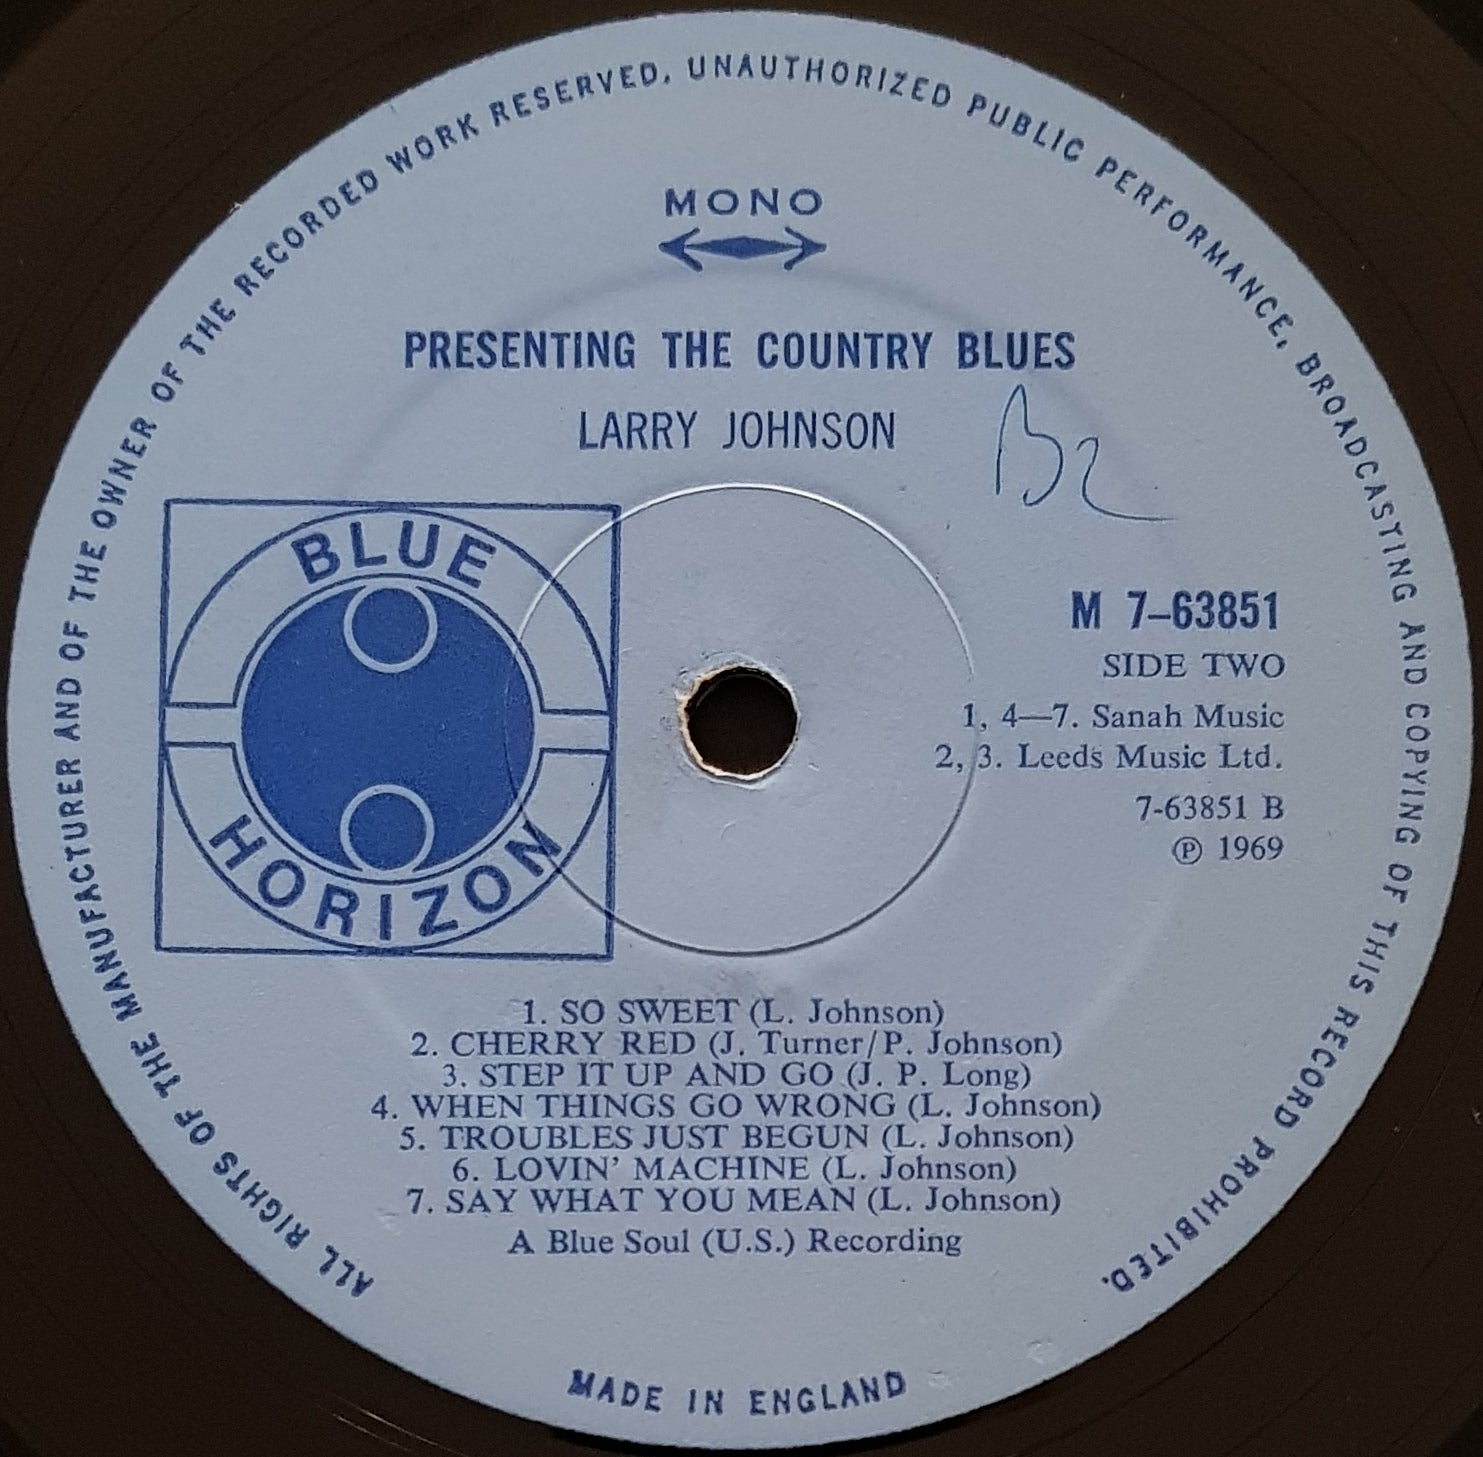 ALL RIGHTS OF THE MANUFACTURER AND OF THE OWNER OF THE RECORDED WORK RESERVED, UNAUTHORIZED PUBLIC PERFORMANCE, BROADCASTING AND COPYING OF THIS RECORD PROHIBITED.
MONO
PRESENTING THE COUNTRY BLUES
LARRY JOHNSON
B2
BLUE
HORIZON
M 7–63851
SIDE TWO
1, 4—7. Sanah Music
2, 3. Leeds Music Ltd.
7-63851 B
℗ 1969
1. SO SWEET (L. Johnson)
2. CHERRY RED (J. Turner/P. Johnson)
3. STEP IT UP AND GO (J. P. Long)
4. WHEN THINGS GO WRONG (L. Johnson)
5. TROUBLES JUST BEGUN (L. Johnson)
6. LOVIN' MACHINE (L. Johnson)
7. SAY WHAT YOU MEAN (L. Johnson)
A Blue Soul (U.S.) Recording
MADE IN ENGLAND